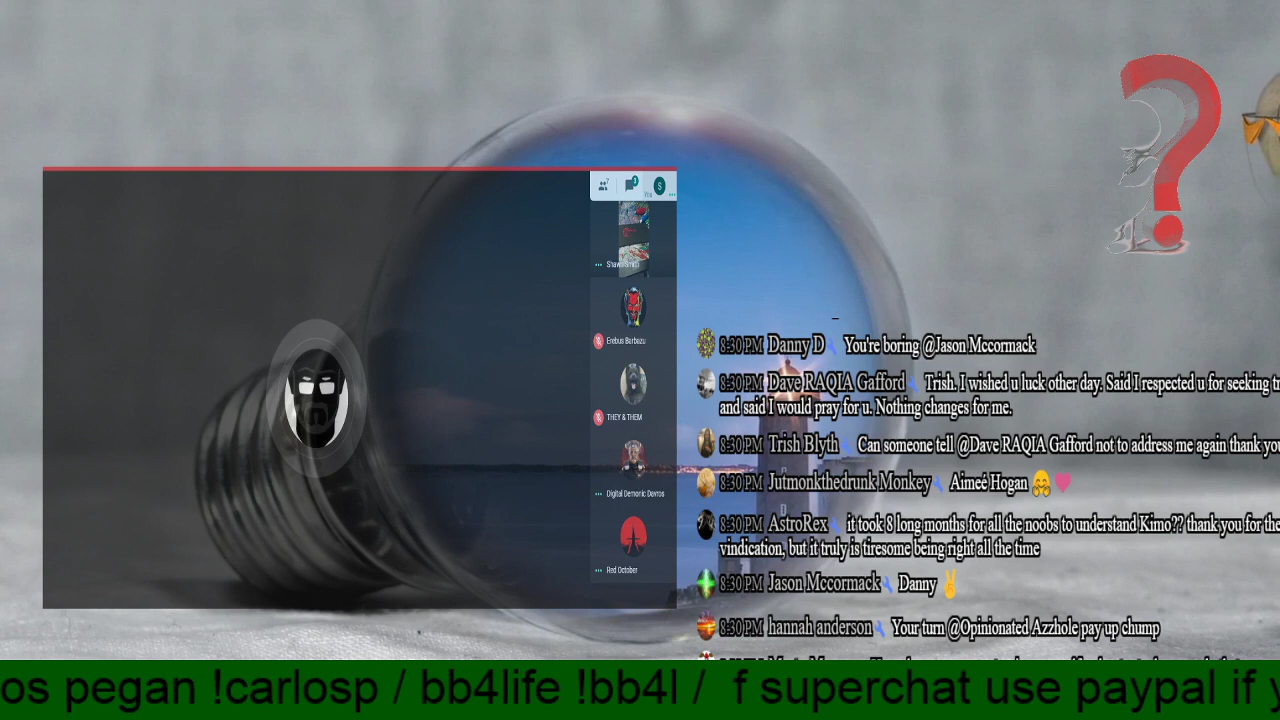 7
3
S
You
Shawn Smith
Erebus Barbazu
THEY & THEM
Digital Demonic Davros
Red October
8:30 PM Danny D You're boring @Jason Mccormack
8:30 PM Dave RAQIA Gafford Trish. I wished u luck other day. Said I respected u for seeking
and said I would pray for u. Nothing changes for me.
8:30 PM Trish Blyth Can someone tell @Dave RAQIA Gafford not to address me again thank
8:30 PM Jutmonkthedrunk Monkey Aimeé Hogan 🤗💗
8:30 PM AstroRex it took 8 long months for all the noobs to understand Kimo?? thank you for the
vindication, but it truly is tiresome being right all the time
8:30 PM Jason Mccormack Danny ✌️
8:30 PM hannah anderson Your turn @Opinionated Azzhole pay up chump
os pegan !carlosp / bb4life !bb4l / f superchat use paypal if y
?